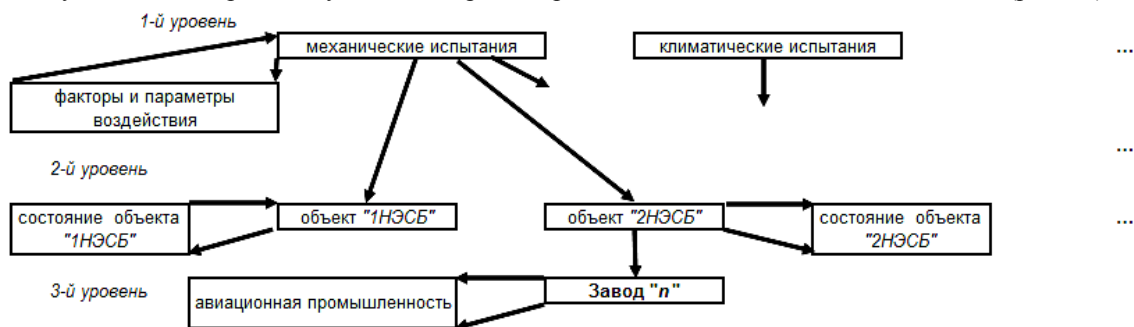 1-й уровень
механические испытания
климатические испытания
...
факторы и параметры
воздействия
...
2-й уровень
состояние объекта
"1НЭСБ"
объект "1НЭСБ"
объект "2НЭСБ"
состояние объекта
"2НЭСБ"
...
3-й уровень
авиационная промышленность
Завод "n"